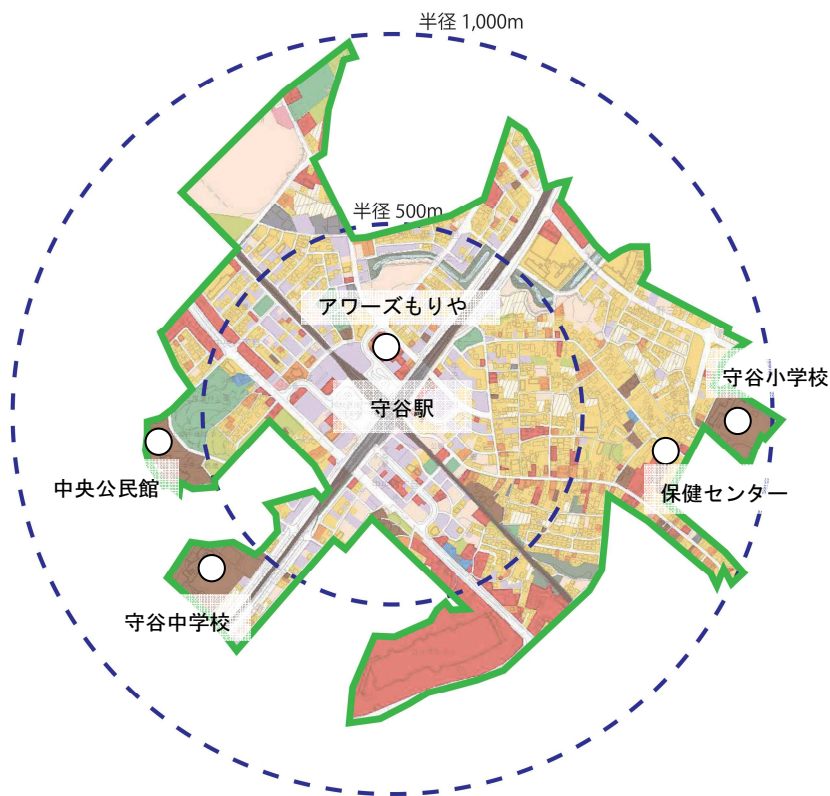 半径 1,000m
半径 500m
アワーズもりや
守谷駅
守谷小学校
中央公民館
保健センター
守谷中学校